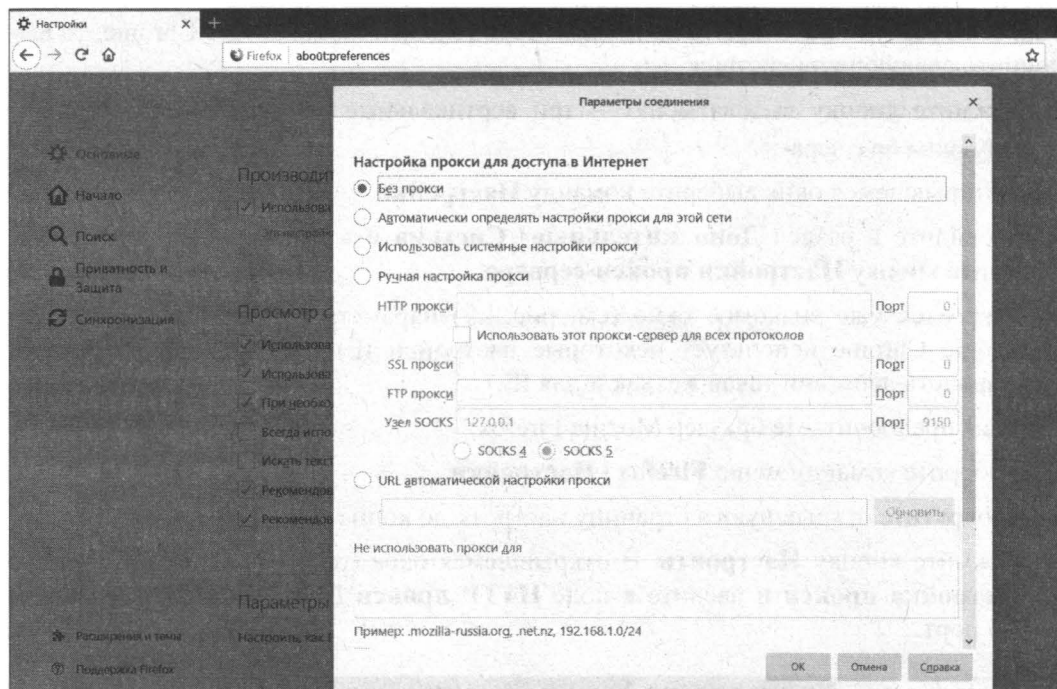 Настройки
Firefox about:preferences
Параметры соединения
Основные
Настройка прокси для доступа в Интернет
Производит
Без прокси
Начало
Использова
Автоматически определять настройки прокси для этой сети
Поиск
Использовать системные настройки прокси
Приватность и
Защита
Ручная настройка прокси
HTTP прокси Порт 0
Синхронизация
Просмотр
Использовать этот прокси-сервер для всех протоколов
Использова
SSL прокси Порт 0
Использова
FTP прокси Порт 0
При необхо
Узел SOCKS 127.0.0.1 Порт 9150
Всегда испо
SOCKS 4 SOCKS 5
Искать текст
URL автоматической настройки прокси
Рекомендов
Обновить
Рекомендов
Не использовать прокси для
Параметры
Пример: .mozilla-russia.org, .net.nz, 192.168.1.0/24
Расширения и темы
Настроить, как
Поддержка Firefox
OK Отмена Справка